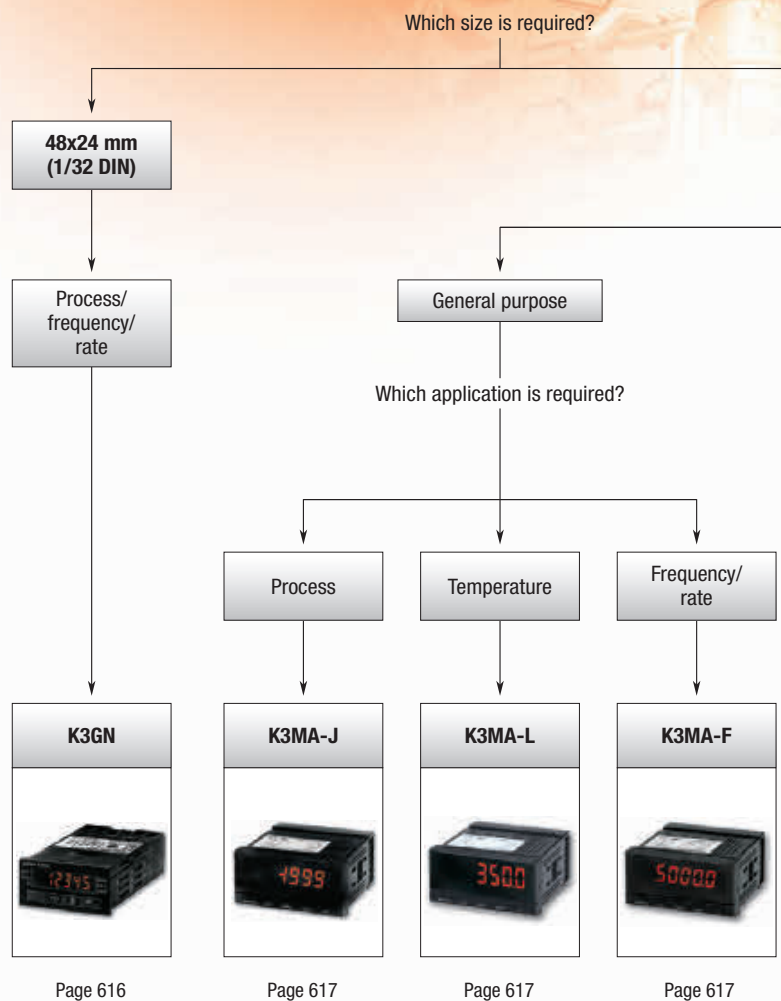 Which size is required?
48x24 mm
(1/32 DIN)
Process/
frequency/
rate
General purpose
Which application is required?
Process
Temperature
Frequency/
rate
K3GN
K3MA-J
K3MA-L
K3MA-F
12345
-1999
350.0
5000.0
Page 616
Page 617
Page 617
Page 617